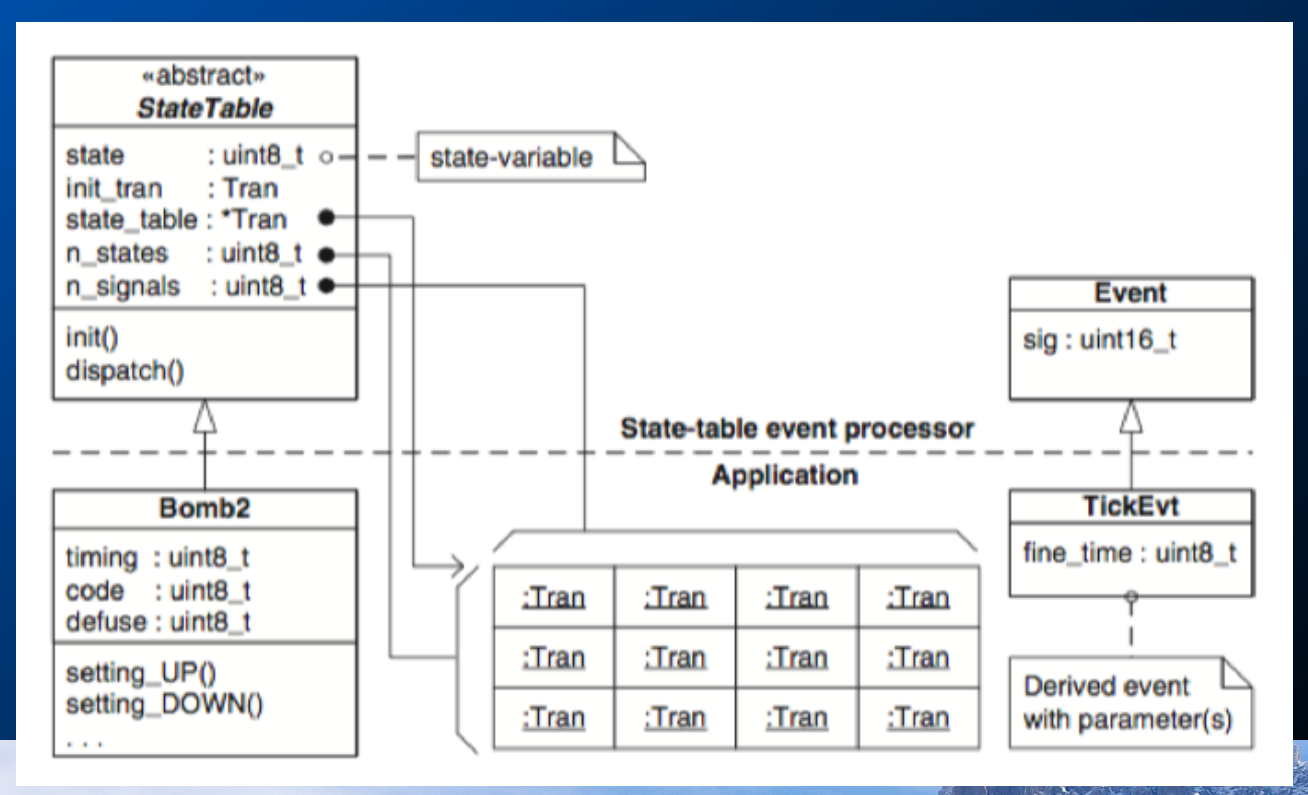 «abstract»
StateTable
state : uint8_t
init_tran : Tran
state_table : *Tran
n_states : uint8_t
n_signals : uint8_t
init()
dispatch()
state-variable
Event
sig : uint16_t
State-table event processor
Application
Bomb2
timing : uint8_t
code : uint8_t
defuse : uint8_t
setting_UP()
setting_DOWN()
. . .
:Tran :Tran :Tran :Tran
:Tran :Tran :Tran :Tran
:Tran :Tran :Tran :Tran
TickEvt
fine_time : uint8_t
Derived event
with parameter(s)